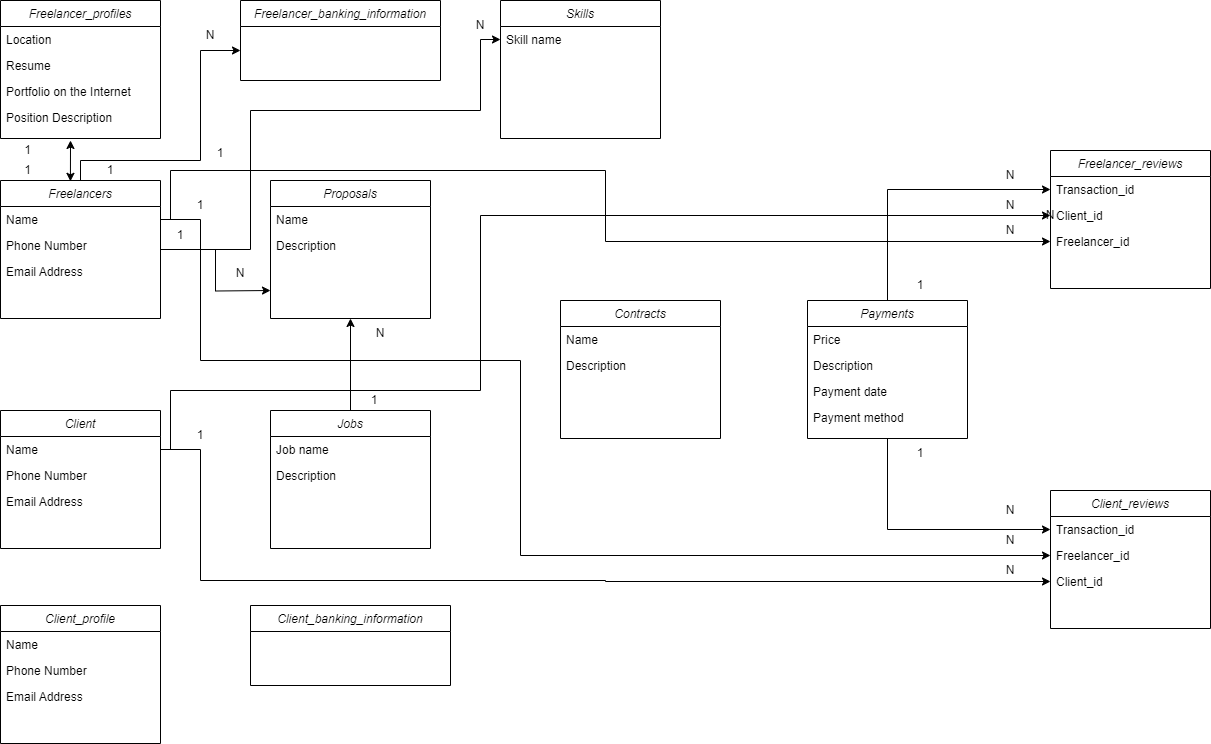 Freelancer_profiles
Location
Resume
Portfolio on the Internet
Position Description
Freelancer_banking_information
N
Skills
Skill name
N
1
1
1
1
Freelancers
Name
Phone Number
Email Address
1
1
N
Proposals
Name
Description
N
Freelancer_reviews
Transaction_id
Client_id
Freelancer_id
N
N
N
N
1
Contracts
Name
Description
Payments
Price
Description
Payment date
Payment method
1
Client
Name
Phone Number
Email Address
1
1
Jobs
Job name
Description
Client_reviews
Transaction_id
Freelancer_id
Client_id
N
N
N
Client_profile
Name
Phone Number
Email Address
Client_banking_information